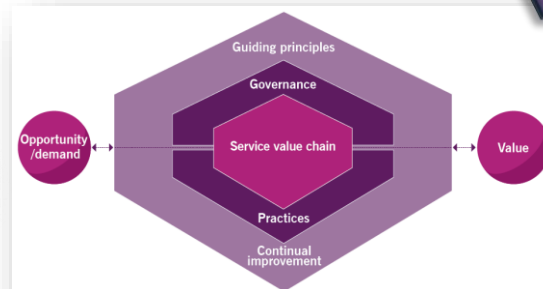 Guiding principles
Governance
Opportunity
/demand
Service value chain
Value
Practices
Continual
improvement